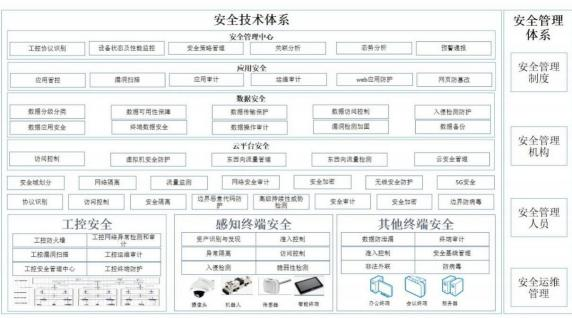 安全技术体系
安全管理中心
工控协议识别 设备状态及性能监控 安全策略管理 关联分析 态势分析 预警通报
应用安全
应用管控 漏洞扫描 应用审计 运维审计 web应用防护 网页防篡改
数据安全
数据分级分类 数据可用性保障 数据传输保护 数据访问控制 入侵检测防护
数据应用安全 终端数据安全 数据操作审计 漏洞检测加固 数据备份
云平台安全
访问控制 虚拟机安全防护 东西向流量管理 东西向流量检测 云安全管理
安全域划分 网络隔离 流量监测 网络安全审计 安全加密 无线安全防护 5G安全
协议识别 访问控制 安全隔离 边界恶意代码防护 高级持续性威胁检测 安全审计 安全加密 边界防病毒
工控安全
工控防火墙 工控网络异常检测和审计
工控漏洞扫描 工控运维审计
工控安全管理中心 工控终端防护
感知终端安全
资产识别与发现 准入控制
异常隔离 访问控制
入侵检测 脆弱性检测
摄像头 机器人 传感器 智能终端
其他终端安全
数据防泄漏 终端审计
准入控制 安全基线管理
非法外联 防病毒
办公终端 会议终端 服务器
安全管理
体系
安全管理
制度
安全管理
机构
安全管理
人员
安全运维
管理